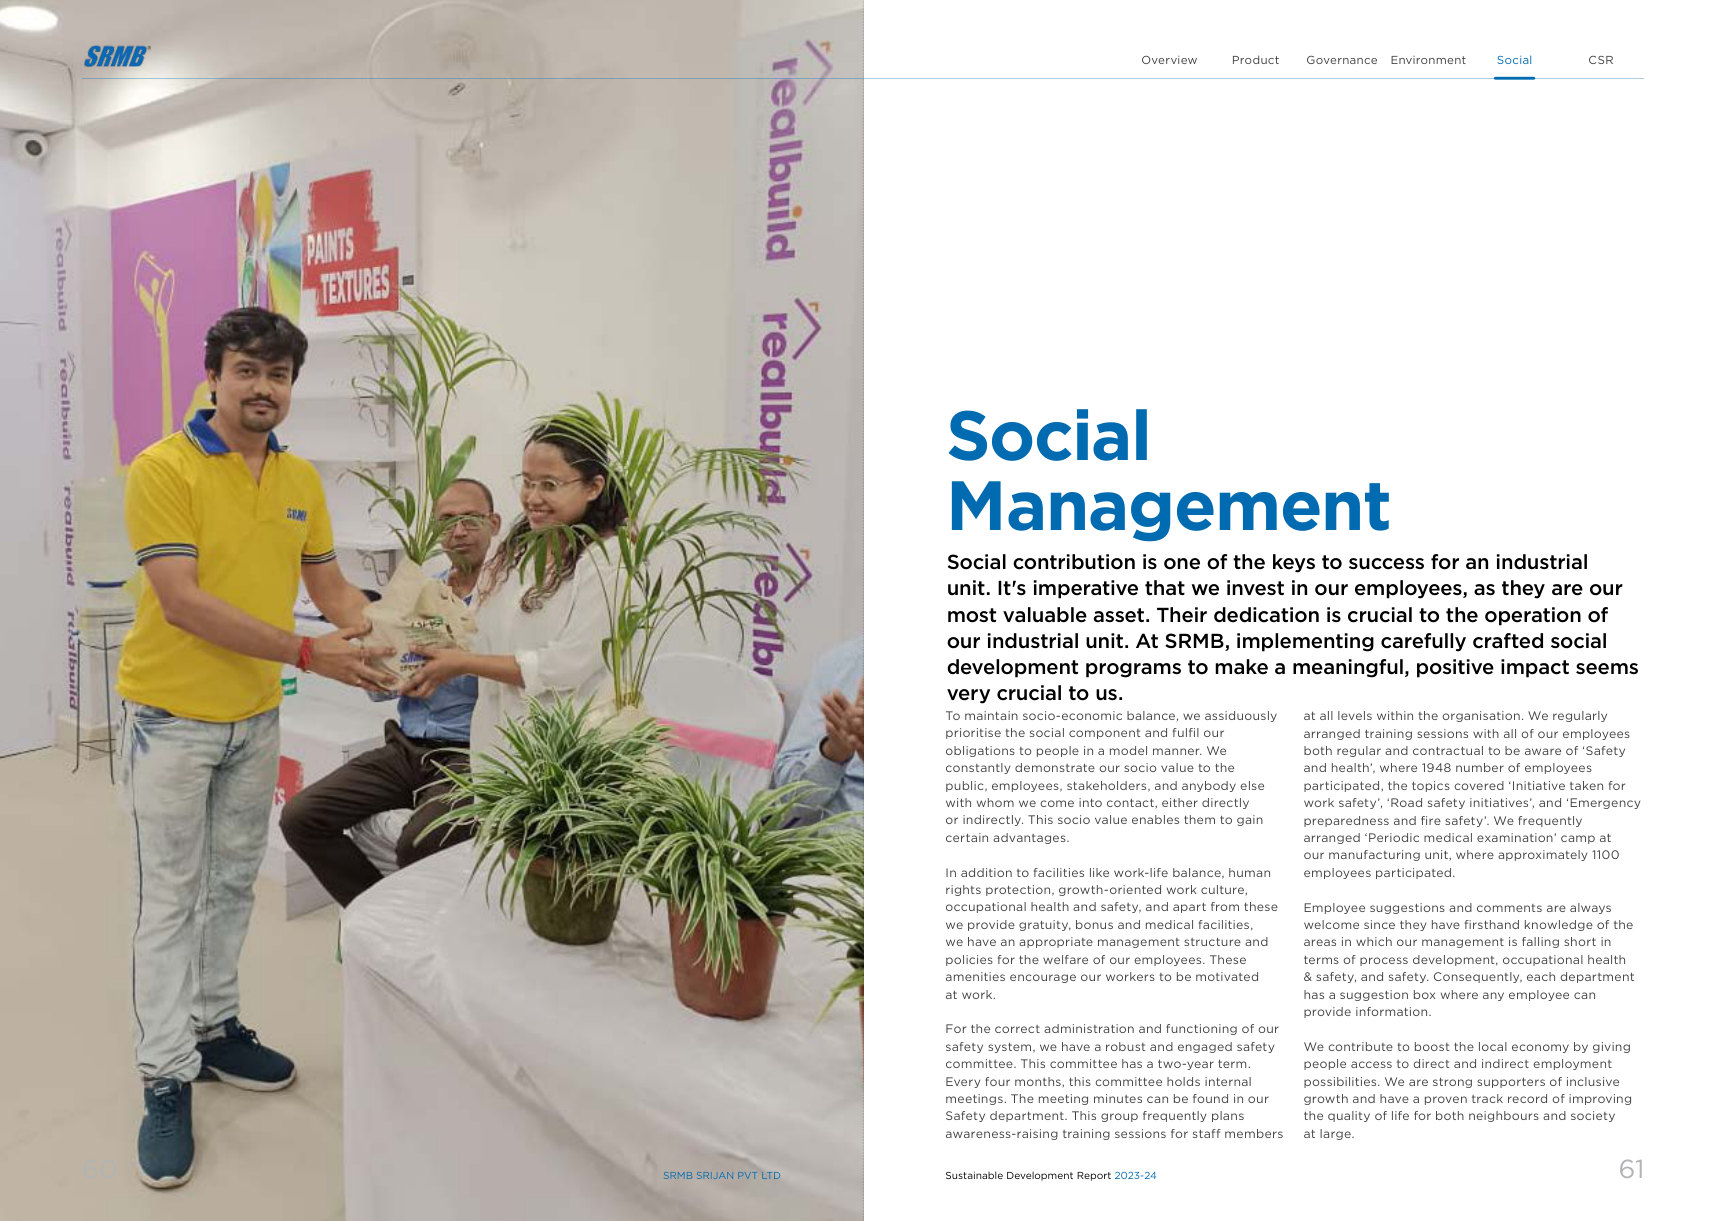 SRMB
Overview Product Governance Environment Social CSR
realbuild
realbuild
realbuild
realbuild
realbuild
realbuild
PAINTS
TEXTURES
SRMB
SRMB
Social
Management
Social contribution is one of the keys to success for an industrial
unit. It's imperative that we invest in our employees, as they are our
most valuable asset. Their dedication is crucial to the operation of
our industrial unit. At SRMB, implementing carefully crafted social
development programs to make a meaningful, positive impact seems
very crucial to us.
To maintain socio-economic balance, we assiduously
prioritise the social component and fulfil our
obligations to people in a model manner. We
constantly demonstrate our socio value to the
public, employees, stakeholders, and anybody else
with whom we come into contact, either directly
or indirectly. This socio value enables them to gain
certain advantages.
In addition to facilities like work-life balance, human
rights protection, growth-oriented work culture,
occupational health and safety, and apart from these
we provide gratuity, bonus and medical facilities,
we have an appropriate management structure and
policies for the welfare of our employees. These
amenities encourage our workers to be motivated
at work.
For the correct administration and functioning of our
safety system, we have a robust and engaged safety
committee. This committee has a two-year term.
Every four months, this committee holds internal
meetings. The meeting minutes can be found in our
Safety department. This group frequently plans
awareness-raising training sessions for staff members
at all levels within the organisation. We regularly
arranged training sessions with all of our employees
both regular and contractual to be aware of ‘Safety
and health’, where 1948 number of employees
participated, the topics covered ‘Initiative taken for
work safety’, ‘Road safety initiatives’, and ‘Emergency
preparedness and fire safety’. We frequently
arranged ‘Periodic medical examination’ camp at
our manufacturing unit, where approximately 1100
employees participated.
Employee suggestions and comments are always
welcome since they have firsthand knowledge of the
areas in which our management is falling short in
terms of process development, occupational health
& safety, and safety. Consequently, each department
has a suggestion box where any employee can
provide information.
We contribute to boost the local economy by giving
people access to direct and indirect employment
possibilities. We are strong supporters of inclusive
growth and have a proven track record of improving
the quality of life for both neighbours and society
at large.
60
SRMB SRIJAN PVT LTD
Sustainable Development Report 2023-24
61